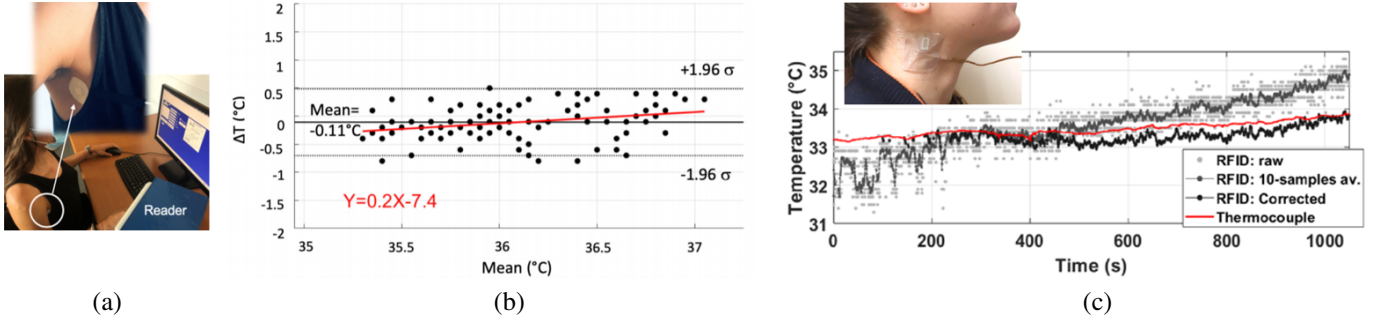 Reader
(a)
2
1.5
1
0.5
0
-0.5
-1
1.5
-2
ΔT (°C)
+1.96 σ
Mean=
-0.11°C
-1.96 σ
Y=0.2X-7.4
35
35.5
36
36.5
37
Mean (°C)
(b)
35
34
33
32
31
Temperature (°C)
RFID: raw
RFID: 10-samples av.
RFID: Corrected
Thermocouple
0
200
400
600
800
1000
Time (s)
(c)